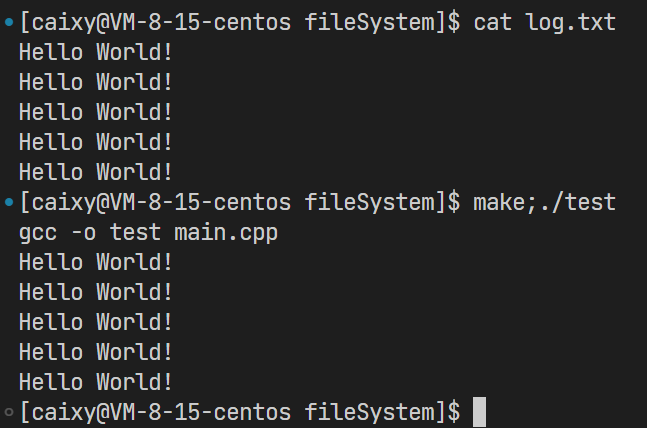 [caixy@VM-8-15-centos fileSystem]$ cat log.txt
Hello World!
Hello World!
Hello World!
Hello World!
Hello World!
[caixy@VM-8-15-centos fileSystem]$ make;./test
gcc -o test main.cpp
Hello World!
Hello World!
Hello World!
Hello World!
Hello World!
[caixy@VM-8-15-centos fileSystem]$